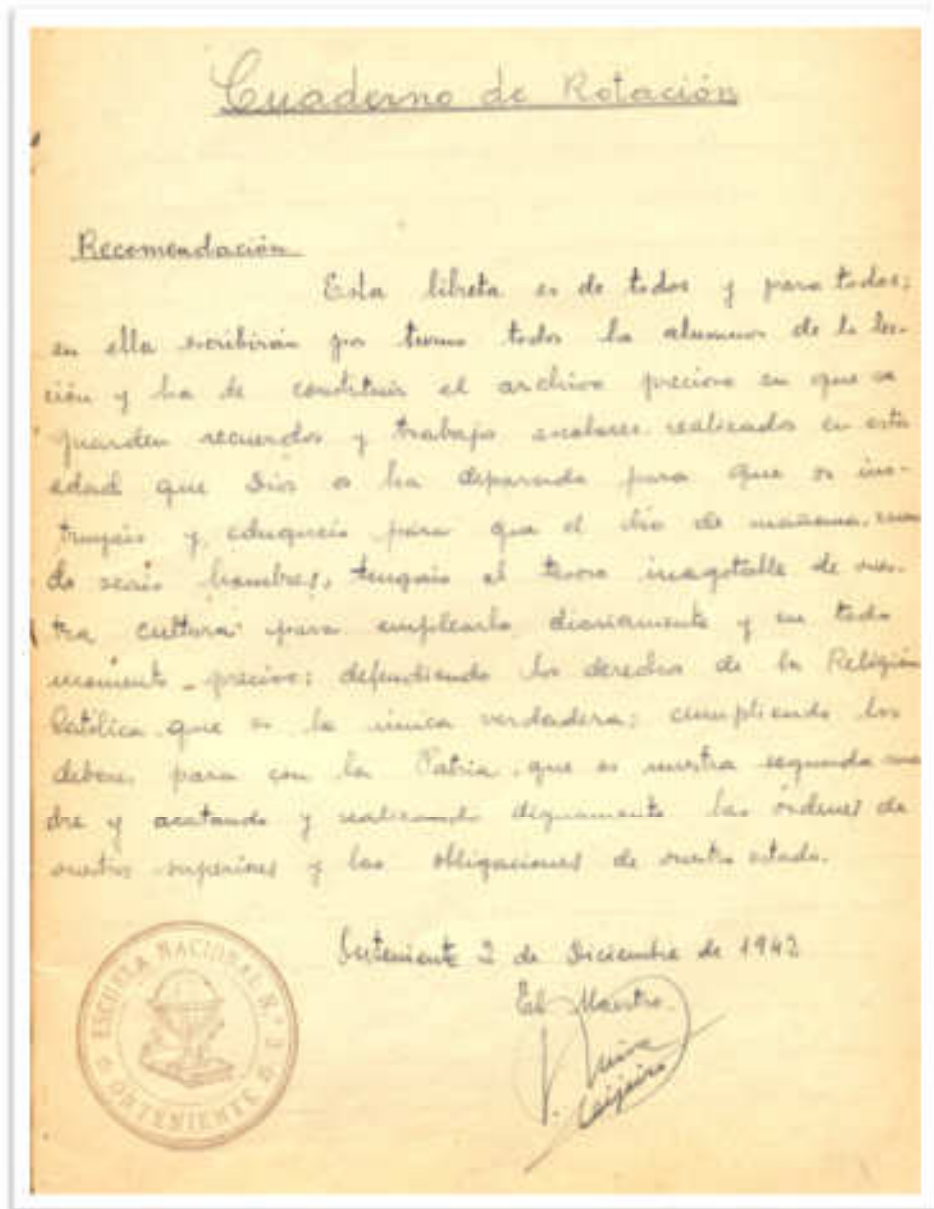 Cuaderno de Rotación
Recomendación
Esta libreta es de todos y para todos;
en ella escribirán por turno todos los alumnos de la Sec-
ción y ha de constituir el archivo precioso en que se
guarden recuerdos y trabajos escolares realizados en esta
edad que Dios os ha deparado para que os ins-
truyais y eduqueis para que el día de mañana, cuan
do seais hombres, tengais el tesoro inagotable de vues-
tra cultura para emplearlo diariamente y en todo
momento preciso; defendiendo los derechos de la Religión
Católica que es la única verdadera; cumpliendo los
deberes para con la Patria, que es nuestra segunda ma
dre y acatando y realizando dignamente las órdenes de
vuestros superiores y las obligaciones de vuestro estado.
Onteniente 2 de Diciembre de 1942
El Maestro
ESCUELA NACIONAL N.º
ONTENIENTE